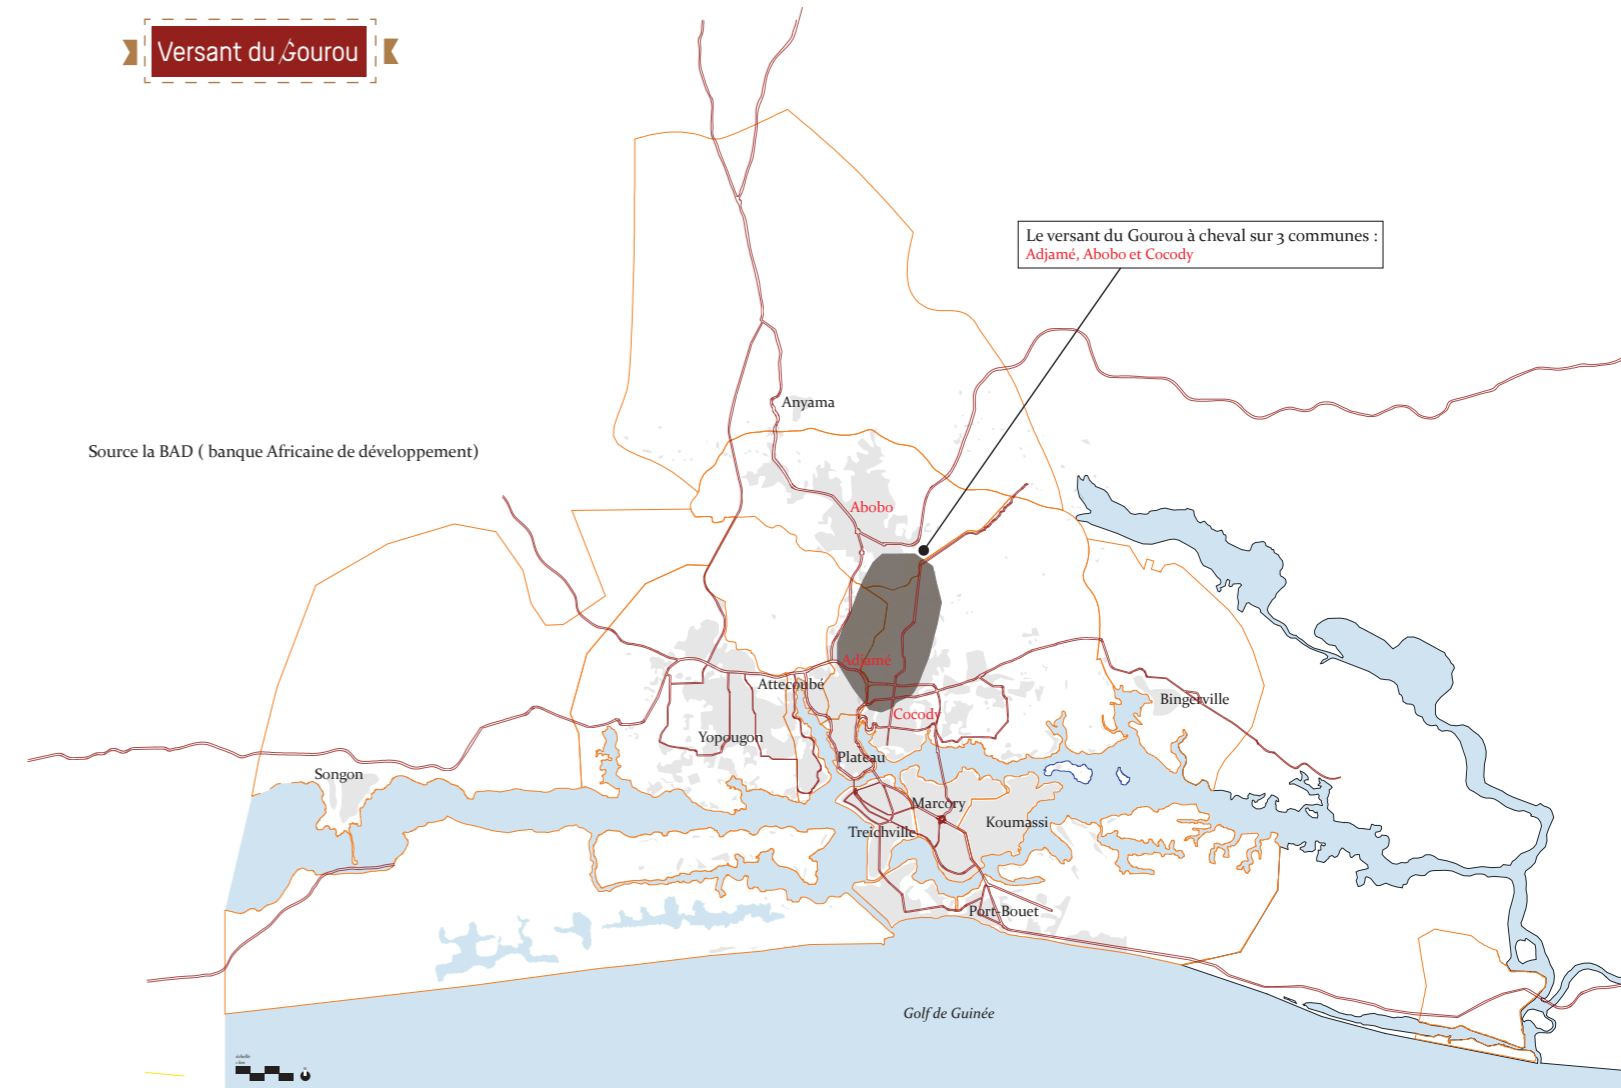 Versant du Gourou
Le versant du Gourou à cheval sur 3 communes :
Adjamé, Abobo et Cocody
Anyama
Source la BAD ( banque Africaine de développement)
Abobo
Adjamé
Attecoubé
Bingerville
Cocody
Yopougon
Plateau
Songon
Marcory
Koumassi
Treichville
Port-Bouet
Golf de Guinée